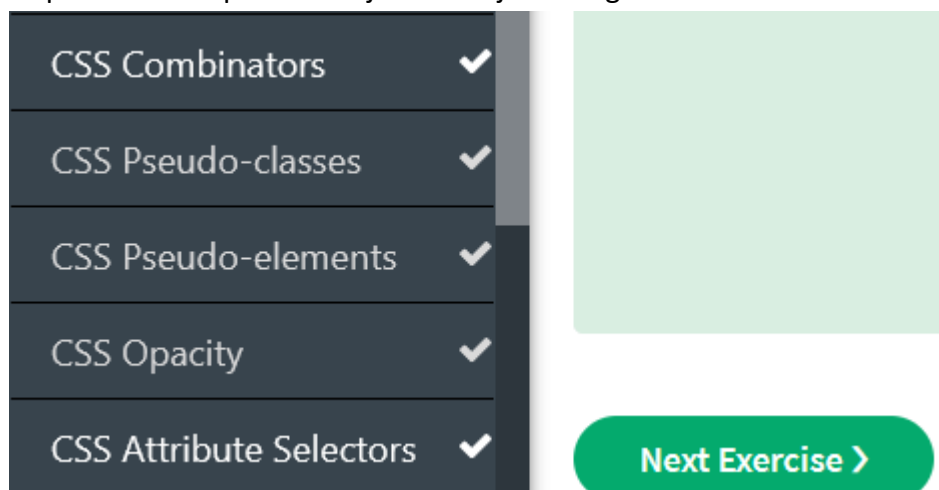 CSS Combinators
CSS Pseudo-classes
CSS Pseudo-elements
CSS Opacity
CSS Attribute Selectors
Next Exercise ❯